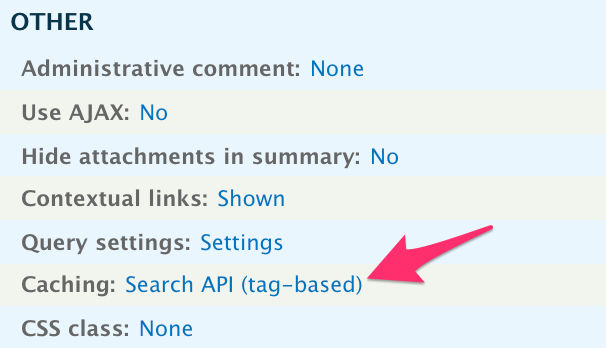 OTHER
Administrative comment: None
Use AJAX: No
Hide attachments in summary: No
Contextual links: Shown
Query settings: Settings
Caching: Search API (tag-based)
CSS class: None